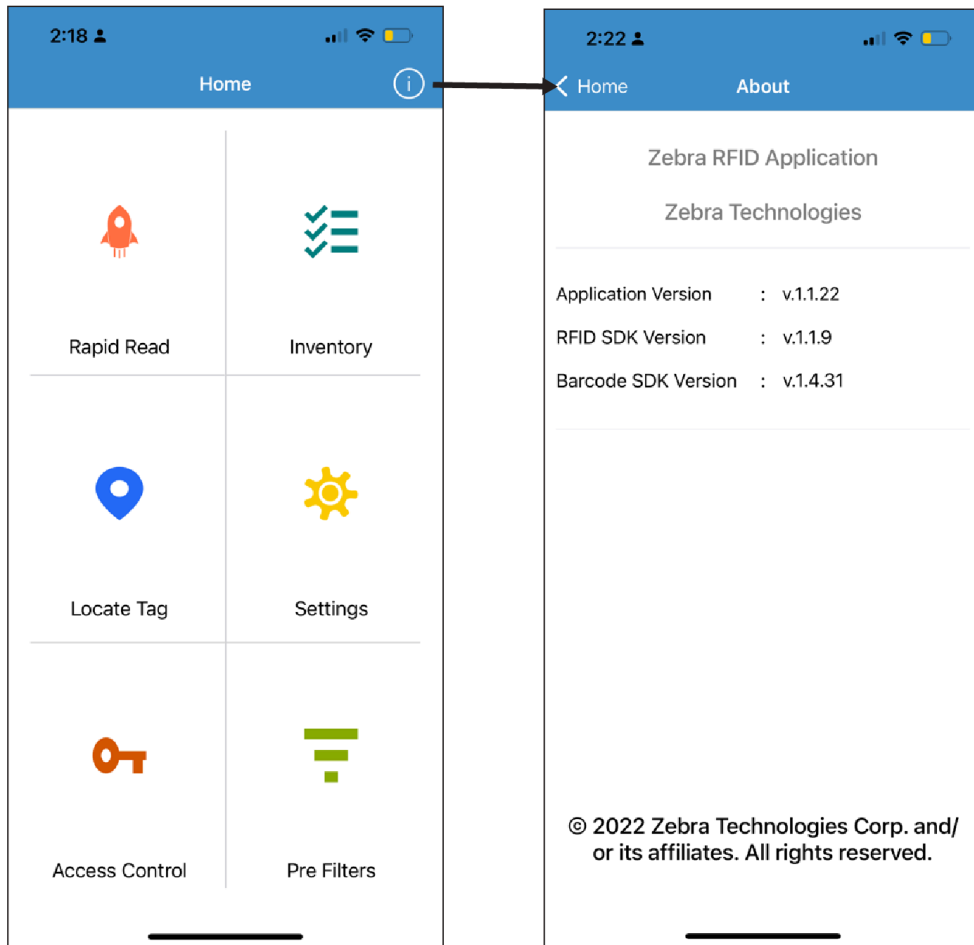 2:18
Home
Rapid Read
Inventory
Locate Tag
Settings
Access Control
Pre Filters
2:22
Home
About
Zebra RFID Application
Zebra Technologies
Application Version : v.1.1.22
RFID SDK Version : v.1.1.9
Barcode SDK Version : v.1.4.31
© 2022 Zebra Technologies Corp. and/
or its affiliates. All rights reserved.